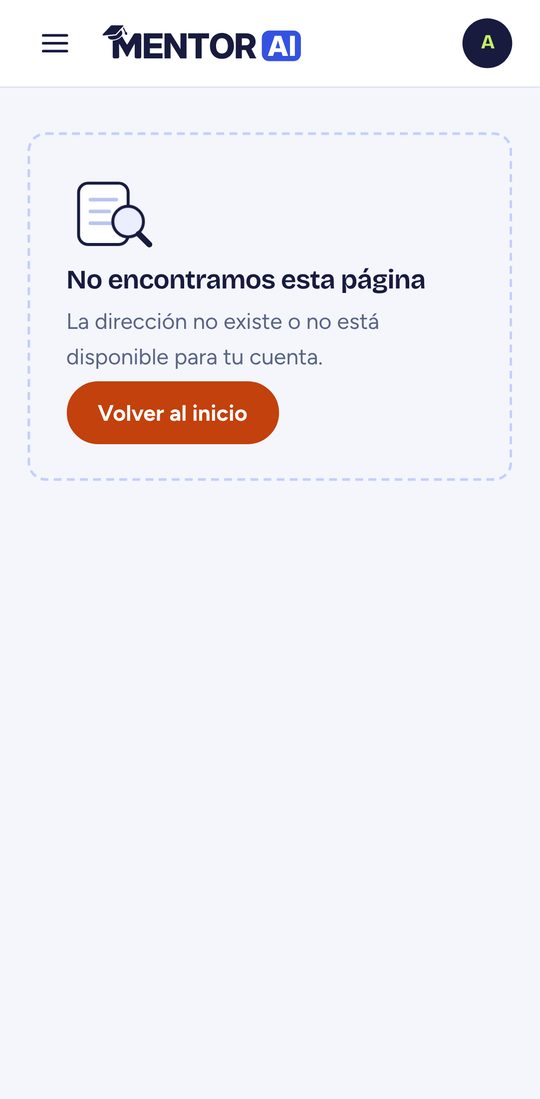 MENTOR AI
A
No encontramos esta página
La dirección no existe o no está
disponible para tu cuenta.
Volver al inicio